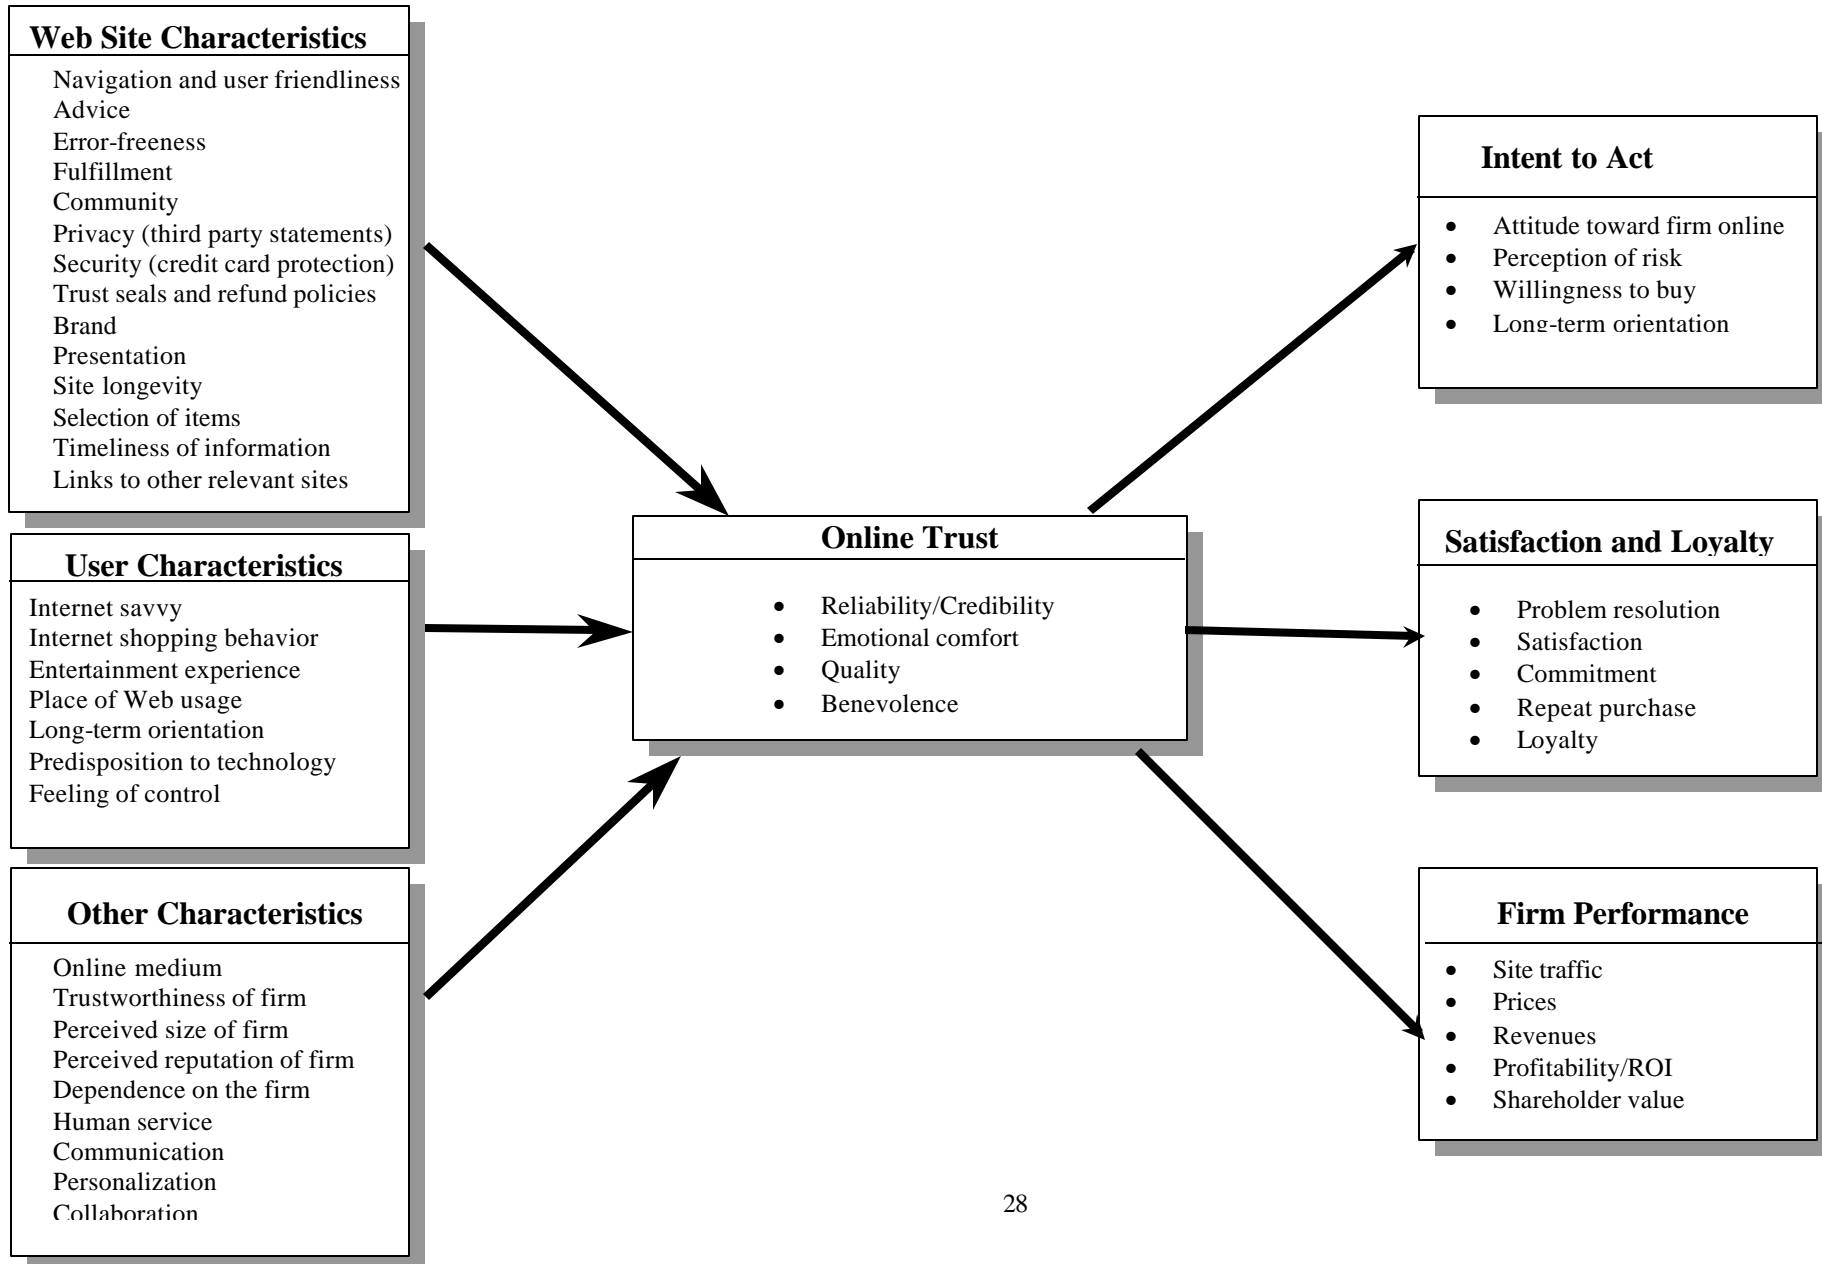 Web Site Characteristics
Navigation and user friendliness
Advice
Error-freeness
Fulfillment
Community
Privacy (third party statements)
Security (credit card protection)
Trust seals and refund policies
Brand
Presentation
Site longevity
Selection of items
Timeliness of information
Links to other relevant sites
User Characteristics
Internet savvy
Internet shopping behavior
Entertainment experience
Place of Web usage
Long-term orientation
Predisposition to technology
Feeling of control
Other Characteristics
Online medium
Trustworthiness of firm
Perceived size of firm
Perceived reputation of firm
Dependence on the firm
Human service
Communication
Personalization
Collaboration
Online Trust
• Reliability/Credibility
• Emotional comfort
• Quality
• Benevolence
Intent to Act
• Attitude toward firm online
• Perception of risk
• Willingness to buy
• Long-term orientation
Satisfaction and Loyalty
• Problem resolution
• Satisfaction
• Commitment
• Repeat purchase
• Loyalty
Firm Performance
• Site traffic
• Prices
• Revenues
• Profitability/ROI
• Shareholder value
28